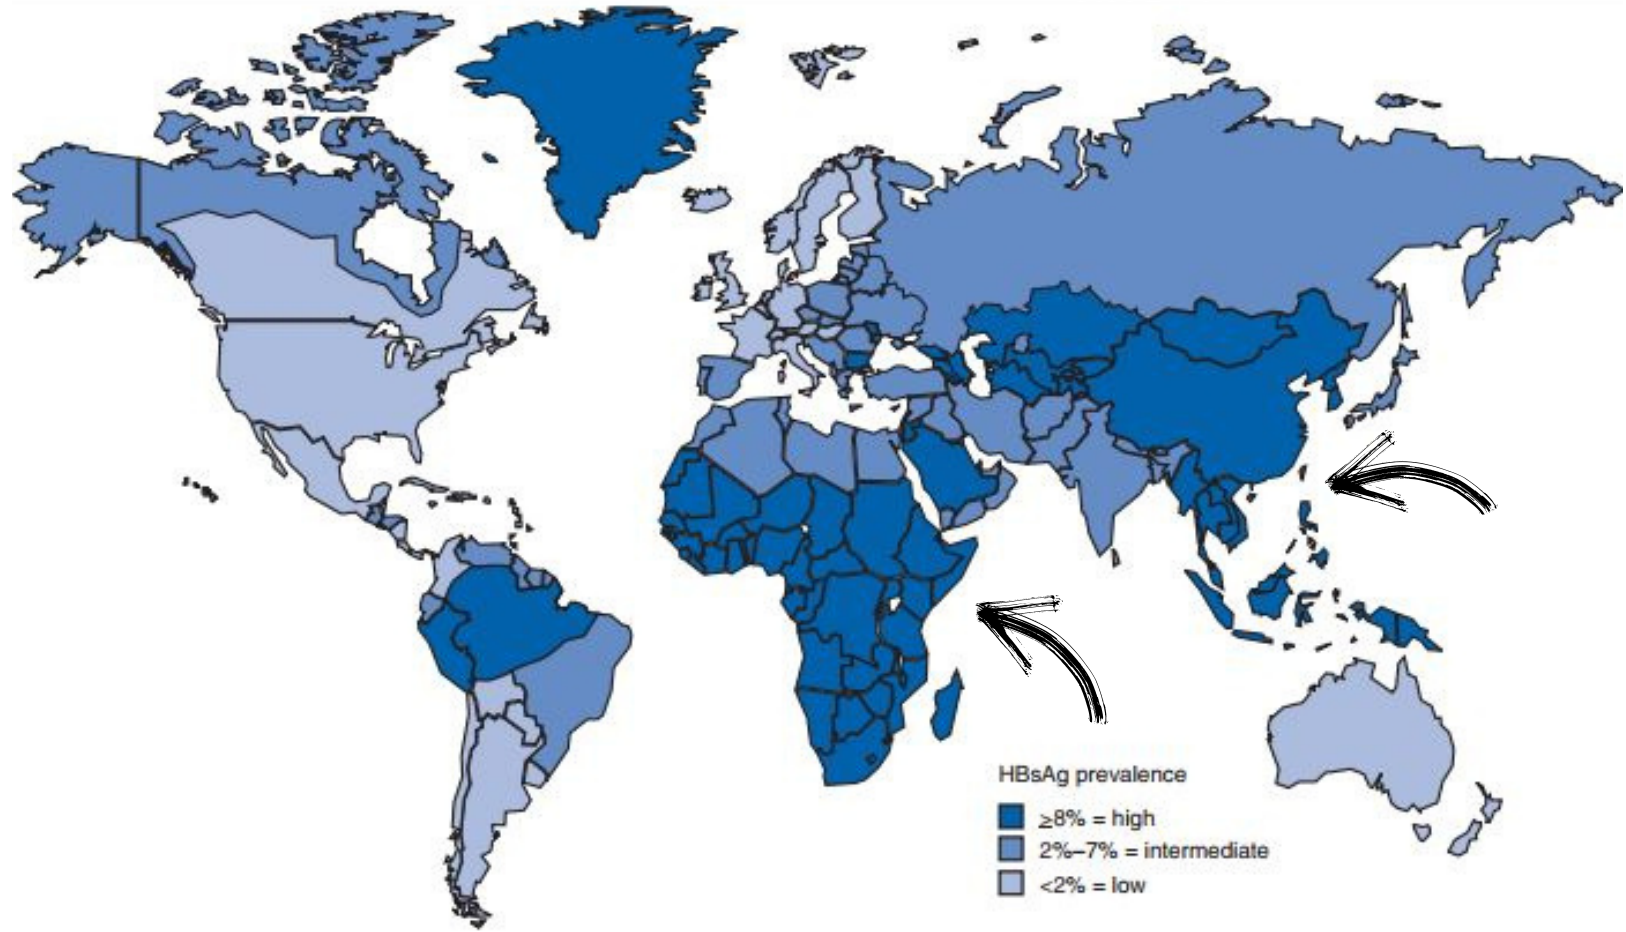 HBsAg prevalence
≥8% = high
2%–7% = intermediate
<2% = low